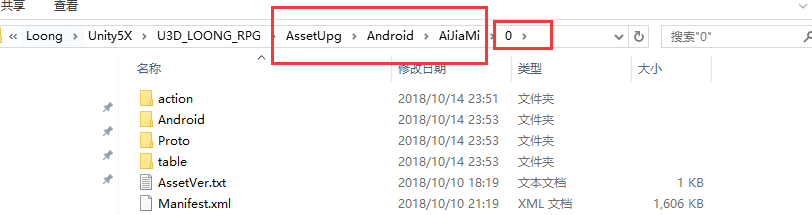 共享 查看
« Loong › Unity5X › U3D_LOONG_RPG › AssetUpg › Android › AiJiaMi › 0 › 搜索"0"
名称 修改日期 类型 大小
action 2018/10/14 23:51 文件夹
Android 2018/10/14 23:53 文件夹
Proto 2018/10/14 23:53 文件夹
table 2018/10/14 23:53 文件夹
AssetVer.txt 2018/10/10 18:19 文本文档 1 KB
Manifest.xml 2018/10/10 21:19 XML 文档 1,606 KB